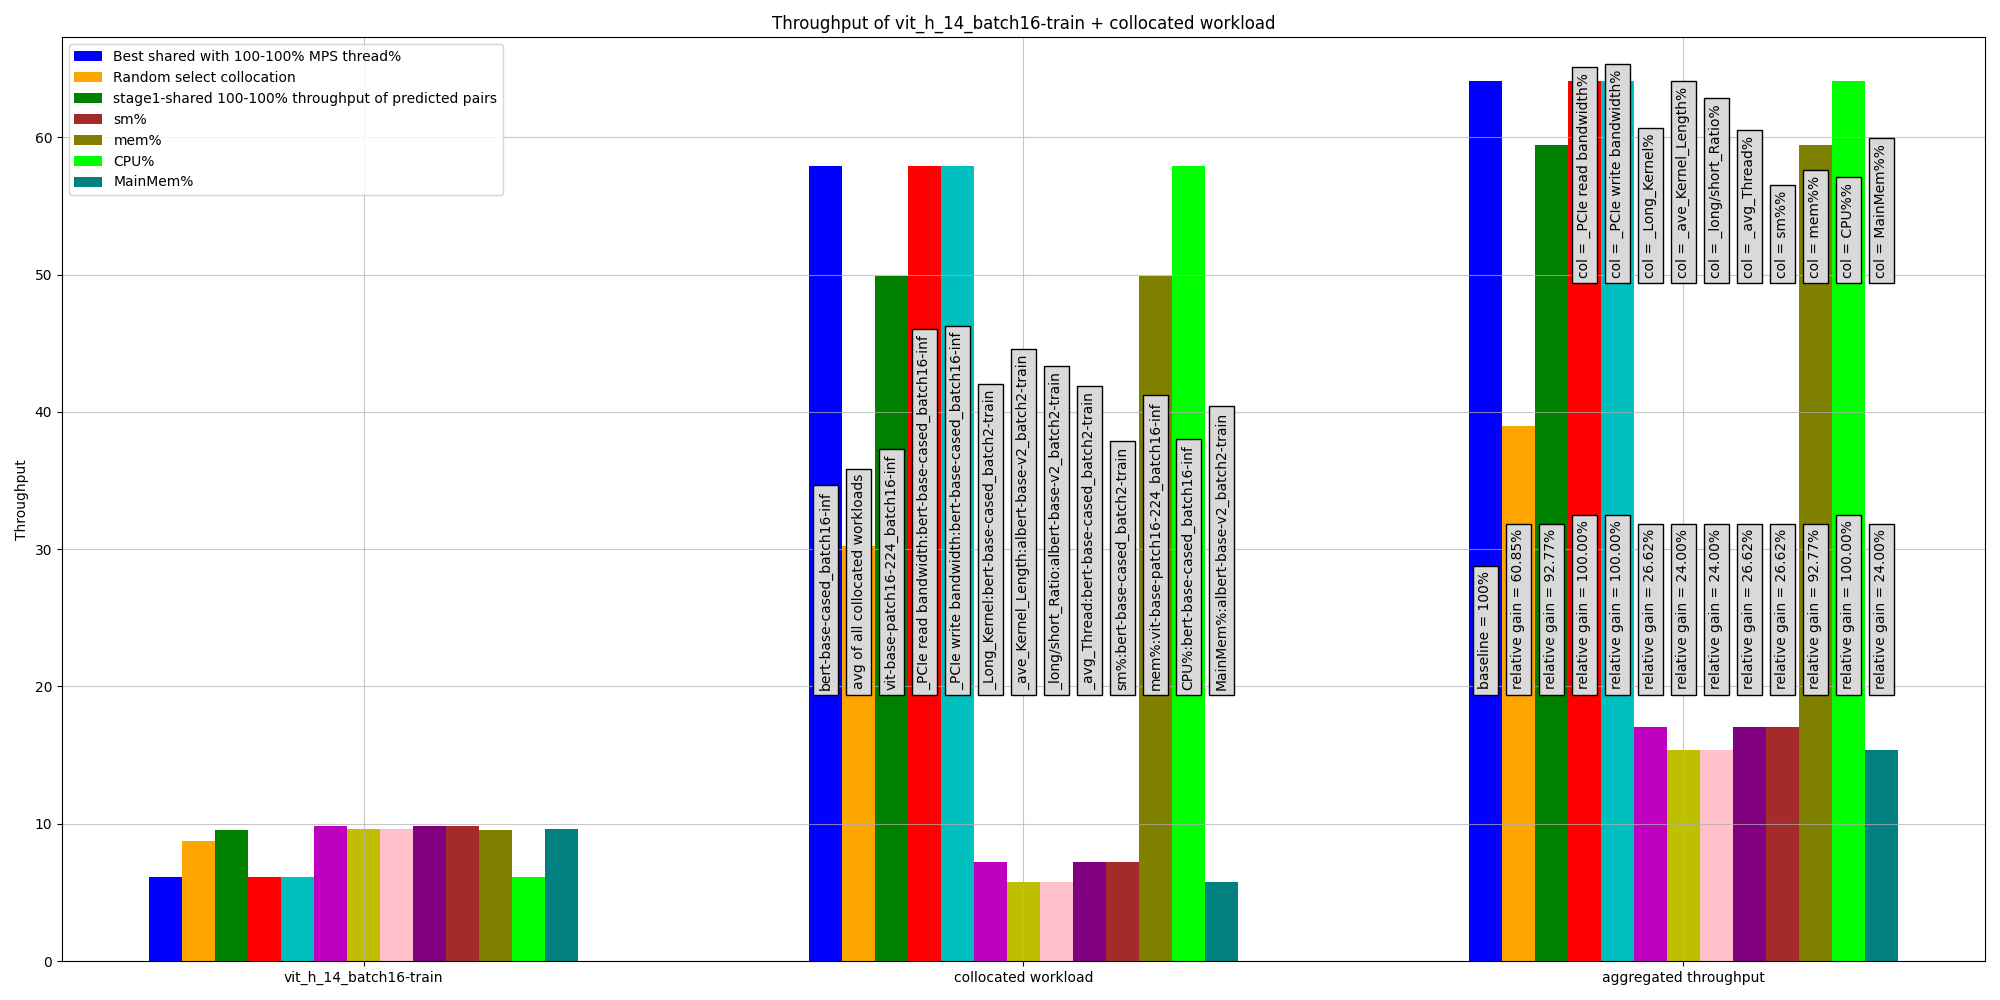 Throughput of vit_h_14_batch16-train + collocated workload
Best shared with 100-100% MPS thread%
Random select collocation
stage1-shared 100-100% throughput of predicted pairs
sm%
mem%
CPU%
MainMem%
Throughput
60
50
40
30
20
10
0
bert-base-cased_batch16-inf
avg of all collocated workloads
vit-base-patch16-224_batch16-inf
_PCIe read bandwidth:bert-base-cased_batch16-inf
_PCIe write bandwidth:bert-base-cased_batch16-inf
_Long_Kernel:bert-base-cased_batch2-train
_ave_Kernel_Length:albert-base-v2_batch2-train
_long/short_Ratio:albert-base-v2_batch2-train
_avg_Thread:bert-base-cased_batch2-train
sm%:bert-base-cased_batch2-train
mem%:vit-base-patch16-224_batch16-inf
CPU%:bert-base-cased_batch16-inf
MainMem%:albert-base-v2_batch2-train
col = _PCIe read bandwidth%
col = _PCIe write bandwidth%
col = _Long_Kernel%
col = _ave_Kernel_Length%
col = _long/short_Ratio%
col = _avg_Thread%
col = sm%%
col = mem%%
col = CPU%%
col = MainMem%%
baseline = 100%
relative gain = 60.85%
relative gain = 92.77%
relative gain = 100.00%
relative gain = 100.00%
relative gain = 26.62%
relative gain = 24.00%
relative gain = 24.00%
relative gain = 26.62%
relative gain = 26.62%
relative gain = 92.77%
relative gain = 100.00%
relative gain = 24.00%
vit_h_14_batch16-train
collocated workload
aggregated throughput